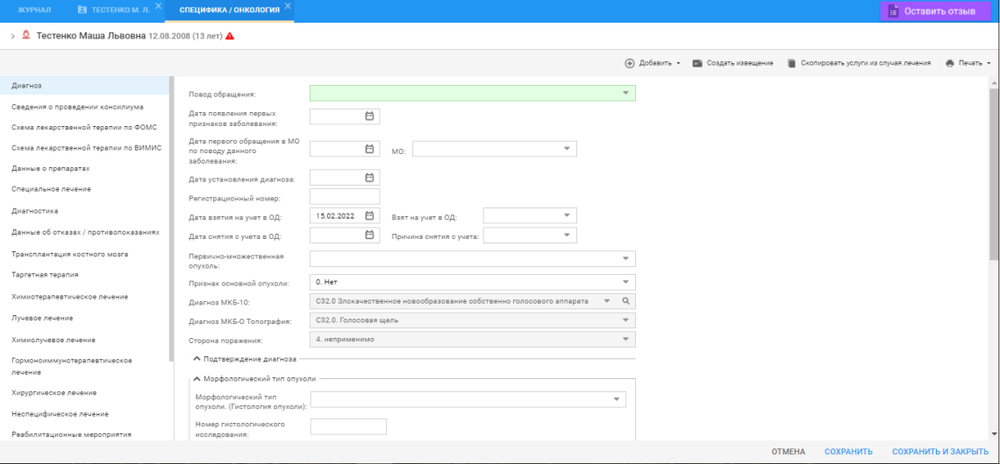 ЖУРНАЛ
ТЕСТЕНКО М. Л.
СПЕЦИФИКА / ОНКОЛОГИЯ
Оставить отзыв
Тестенко Маша Львовна 12.08.2008 (13 лет)
Добавить
Создать извещение
Скопировать услуги из случая лечения
Печать
Диагноз
Сведения о проведении консилиума
Схема лекарственной терапии по ФОМС
Схема лекарственной терапии по ВИМИС
Данные о препаратах
Специальное лечение
Диагностика
Данные об отказах / противопоказаниях
Трансплантация костного мозга
Таргетная терапия
Химиотерапевтическое лечение
Лучевое лечение
Химиолучевое лечение
Гормоноиммунотерапевтическое
лечение
Хирургическое лечение
Неспецифическое лечение
Реабилитационные мероприятия
Повод обращения:
Дата появления первых
признаков заболевания:
Дата первого обращения в МО
по поводу данного
заболевания:
МО:
Дата установления диагноза:
Регистрационный номер:
Дата взятия на учет в ОД: 15.02.2022 Взят на учет в ОД:
Дата снятия с учета в ОД: Причина снятия с учета:
Первично-множественная
опухоль:
Признак основной опухоли: 0. Нет
Диагноз МКБ-10: C32.0 Злокачественное новообразование собственно голосового аппарата
Диагноз МКБ-О Топография: C32.0. Голосовая щель
Сторона поражения: 4. неприменимо
Подтверждение диагноза
Морфологический тип опухоли
Морфологический тип
опухоли. (Гистология опухоли):
Номер гистологического
исследования:
ОТМЕНА СОХРАНИТЬ СОХРАНИТЬ И ЗАКРЫТЬ